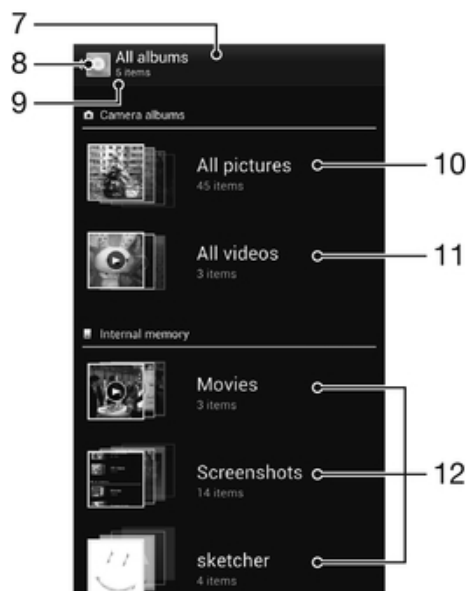 7
8
All albums
5 items
9
Camera albums
All pictures
10
45 items
All videos
11
3 items
Internal memory
Movies
3 items
Screenshots
12
14 items
sketcher
4 items